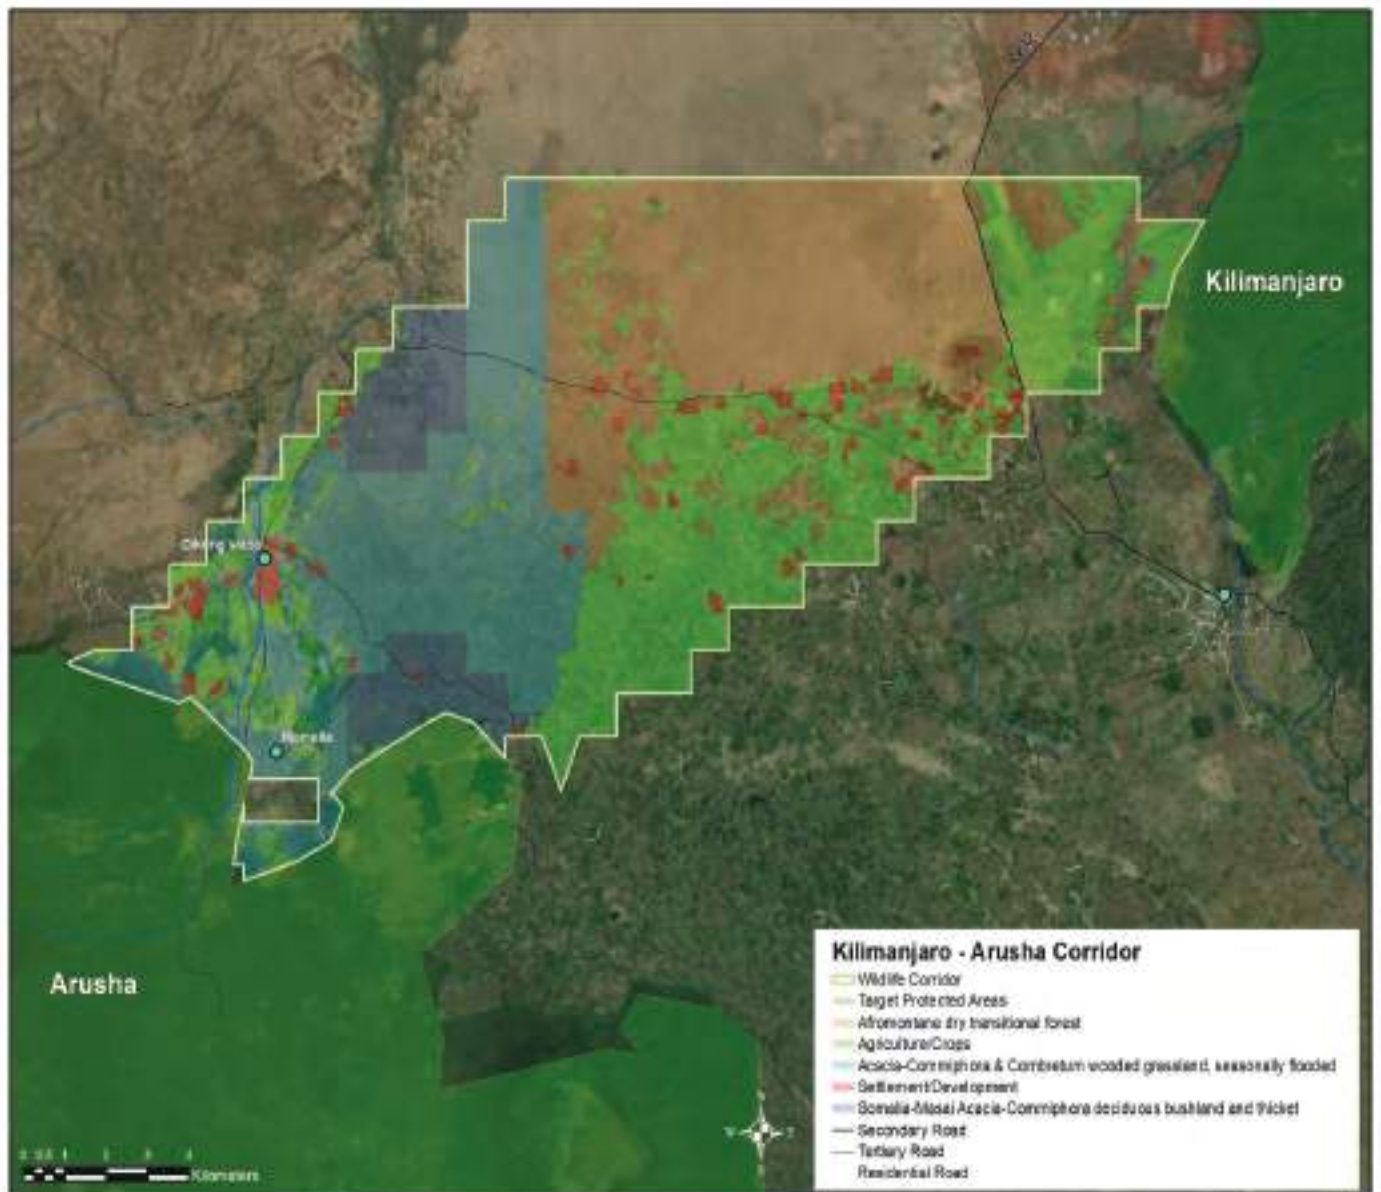 Kilimanjaro
Arusha
Kilimanjaro - Arusha Corridor
Wildlife Corridor
Target Protected Areas
Afromontane dry transitional forest
Agriculture/Crops
Acacia-Commiphora & Combretum wooded grassland, seasonally flooded
Settlement/Development
Somalia-Masai Acacia-Commiphora deciduous bushland and thicket
Secondary Road
Tertiary Road
Residential Road
Kilometers